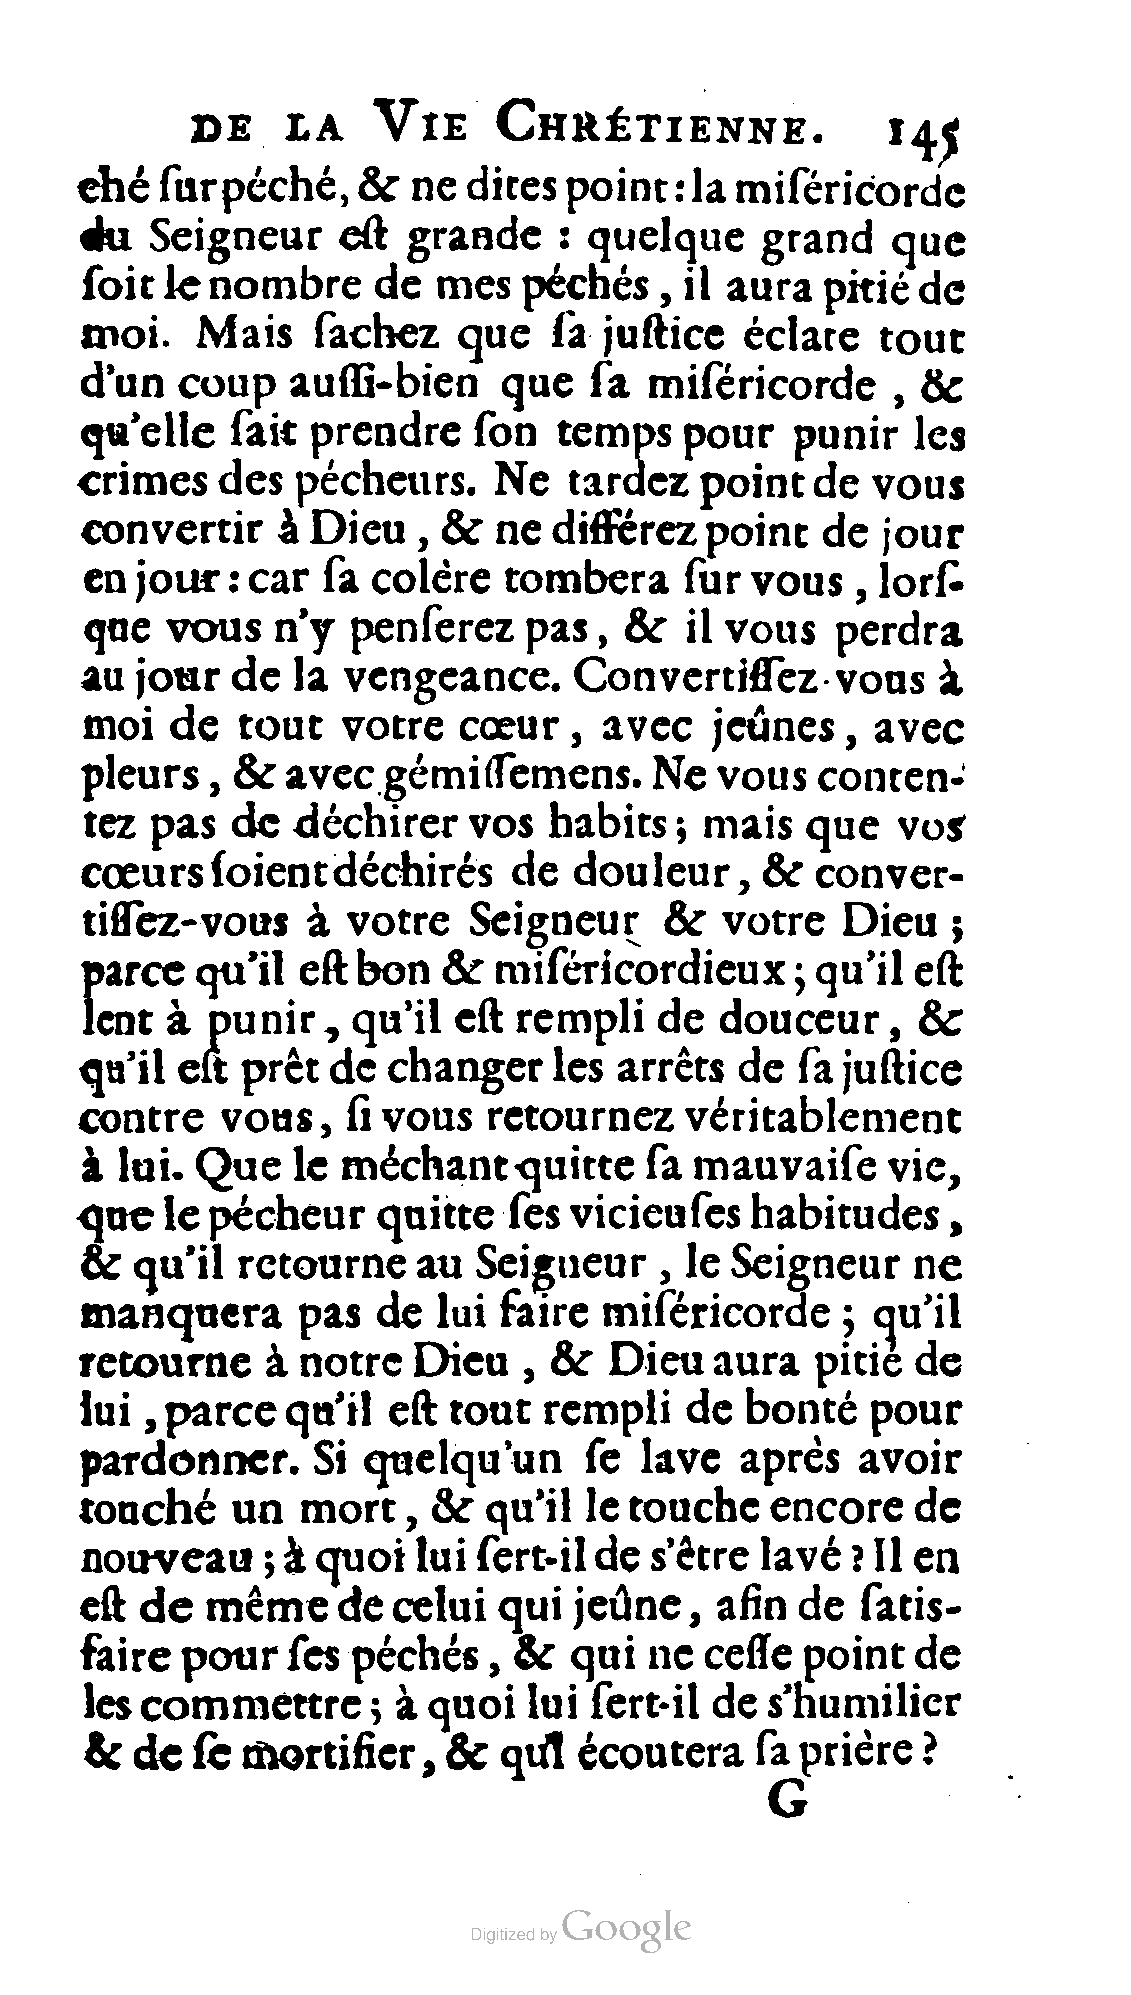 DE LA VIE CHRÉTIENNE. 145
ché ſur péché, & ne dites point : la miſéricorde
du Seigneur eſt grande : quelque grand que
ſoit le nombre de mes péchés, il aura pitié de
moi. Mais ſachez que ſa juſtice éclate tout
d'un coup auſſi-bien que ſa miſéricorde, &
qu'elle ſait prendre ſon temps pour punir les
crimes des pécheurs. Ne tardez point de vous
convertir à Dieu, & ne différez point de jour
en jour : car ſa colère tombera ſur vous, lorſ-
que vous n'y penſerez pas, & il vous perdra
au jour de la vengeance. Convertiſſez-vous à
moi de tout votre cœur, avec jeûnes, avec
pleurs, & avec gémiſſemens. Ne vous conten-
tez pas de déchirer vos habits ; mais que vos
cœurs ſoient déchirés de douleur, & conver-
tiſſez-vous à votre Seigneur & votre Dieu ;
parce qu'il eſt bon & miſéricordieux ; qu'il eſt
lent à punir, qu'il eſt rempli de douceur, &
qu'il eſt prêt de changer les arrêts de ſa juſtice
contre vous, ſi vous retournez véritablement
à lui. Que le méchant quitte ſa mauvaiſe vie,
que le pécheur quitte ſes vicieuſes habitudes,
& qu'il retourne au Seigneur, le Seigneur ne
manquera pas de lui faire miſéricorde ; qu'il
retourne à notre Dieu, & Dieu aura pitié de
lui, parce qu'il eſt tout rempli de bonté pour
pardonner. Si quelqu'un ſe lave après avoir
touché un mort, & qu'il le touche encore de
nouveau ; à quoi lui ſert-il de s'être lavé ? Il en
eſt de même de celui qui jeûne, afin de ſatis-
faire pour ſes péchés, & qui ne ceſſe point de
les commettre ; à quoi lui ſert-il de s'humilier
& de ſe mortifier, & qui écoutera ſa prière ?
G
Digitized by Google